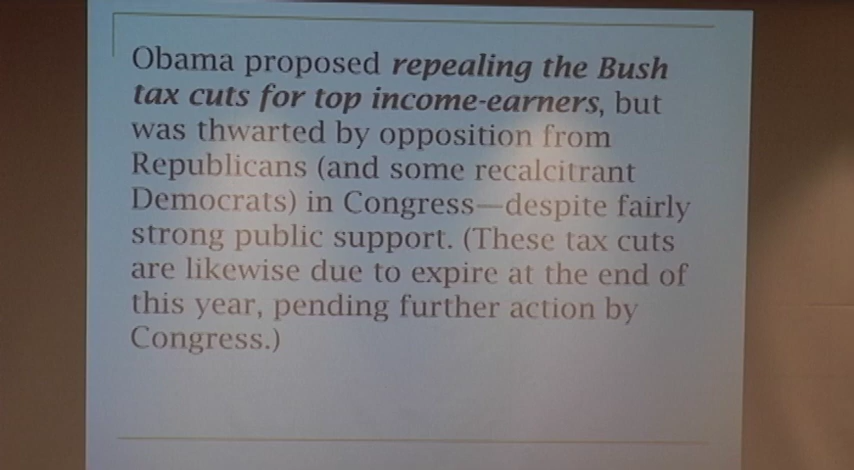 Obama proposed repealing the Bush
tax cuts for top income-earners, but
was thwarted by opposition from
Republicans (and some recalcitrant
Democrats) in Congress—despite fairly
strong public support. (These tax cuts
are likewise due to expire at the end of
this year, pending further action by
Congress.)